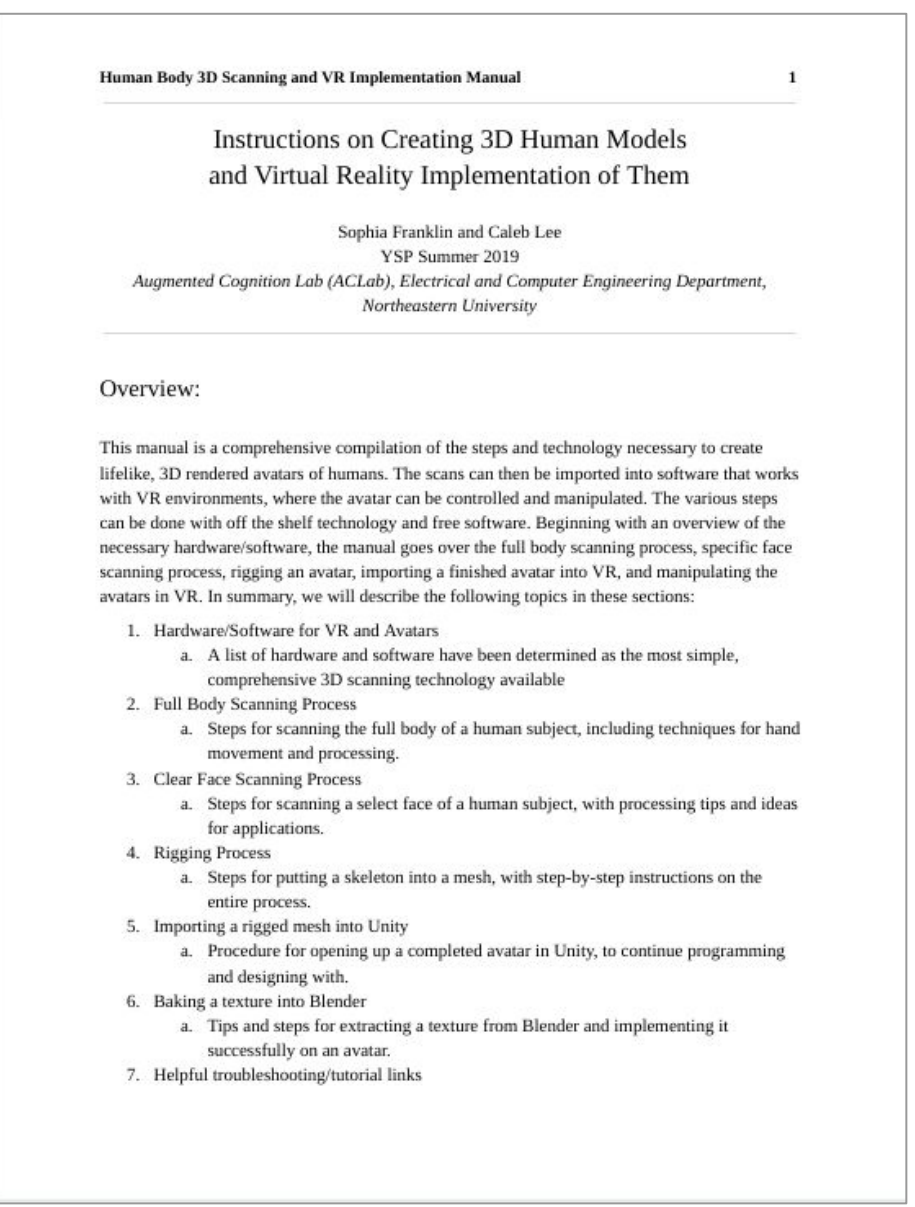 Human Body 3D Scanning and VR Implementation Manual 1
Instructions on Creating 3D Human Models
and Virtual Reality Implementation of Them
Sophia Franklin and Caleb Lee
YSP Summer 2019
Augmented Cognition Lab (ACLab), Electrical and Computer Engineering Department,
Northeastern University
Overview:
This manual is a comprehensive compilation of the steps and technology necessary to create
lifelike, 3D rendered avatars of humans. The scans can then be imported into software that works
with VR environments, where the avatar can be controlled and manipulated. The various steps
can be done with off the shelf technology and free software. Beginning with an overview of the
necessary hardware/software, the manual goes over the full body scanning process, specific face
scanning process, rigging an avatar, importing a finished avatar into VR, and manipulating the
avatars in VR. In summary, we will describe the following topics in these sections:
1. Hardware/Software for VR and Avatars
a. A list of hardware and software have been determined as the most simple,
comprehensive 3D scanning technology available
2. Full Body Scanning Process
a. Steps for scanning the full body of a human subject, including techniques for hand
movement and processing.
3. Clear Face Scanning Process
a. Steps for scanning a select face of a human subject, with processing tips and ideas
for applications.
4. Rigging Process
a. Steps for putting a skeleton into a mesh, with step-by-step instructions on the
entire process.
5. Importing a rigged mesh into Unity
a. Procedure for opening up a completed avatar in Unity, to continue programming
and designing with.
6. Baking a texture into Blender
a. Tips and steps for extracting a texture from Blender and implementing it
successfully on an avatar.
7. Helpful troubleshooting/tutorial links